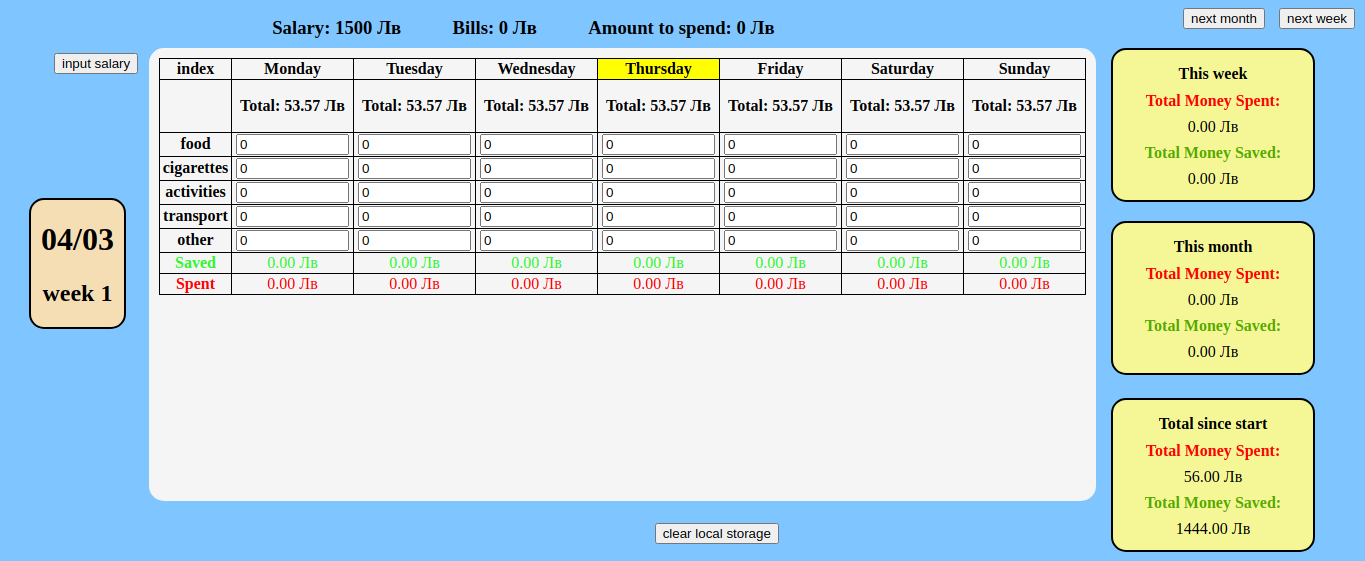 Salary: 1500 Лв Bills: 0 Лв Amount to spend: 0 Лв
next month next week
input salary
04/03
week 1
index Monday Tuesday Wednesday Thursday Friday Saturday Sunday
Total: 53.57 Лв Total: 53.57 Лв Total: 53.57 Лв Total: 53.57 Лв Total: 53.57 Лв Total: 53.57 Лв Total: 53.57 Лв
food 0 0 0 0 0 0 0
cigarettes 0 0 0 0 0 0 0
activities 0 0 0 0 0 0 0
transport 0 0 0 0 0 0 0
other 0 0 0 0 0 0 0
Saved 0.00 Лв 0.00 Лв 0.00 Лв 0.00 Лв 0.00 Лв 0.00 Лв 0.00 Лв
Spent 0.00 Лв 0.00 Лв 0.00 Лв 0.00 Лв 0.00 Лв 0.00 Лв 0.00 Лв
This week
Total Money Spent:
0.00 Лв
Total Money Saved:
0.00 Лв
This month
Total Money Spent:
0.00 Лв
Total Money Saved:
0.00 Лв
Total since start
Total Money Spent:
56.00 Лв
Total Money Saved:
1444.00 Лв
clear local storage